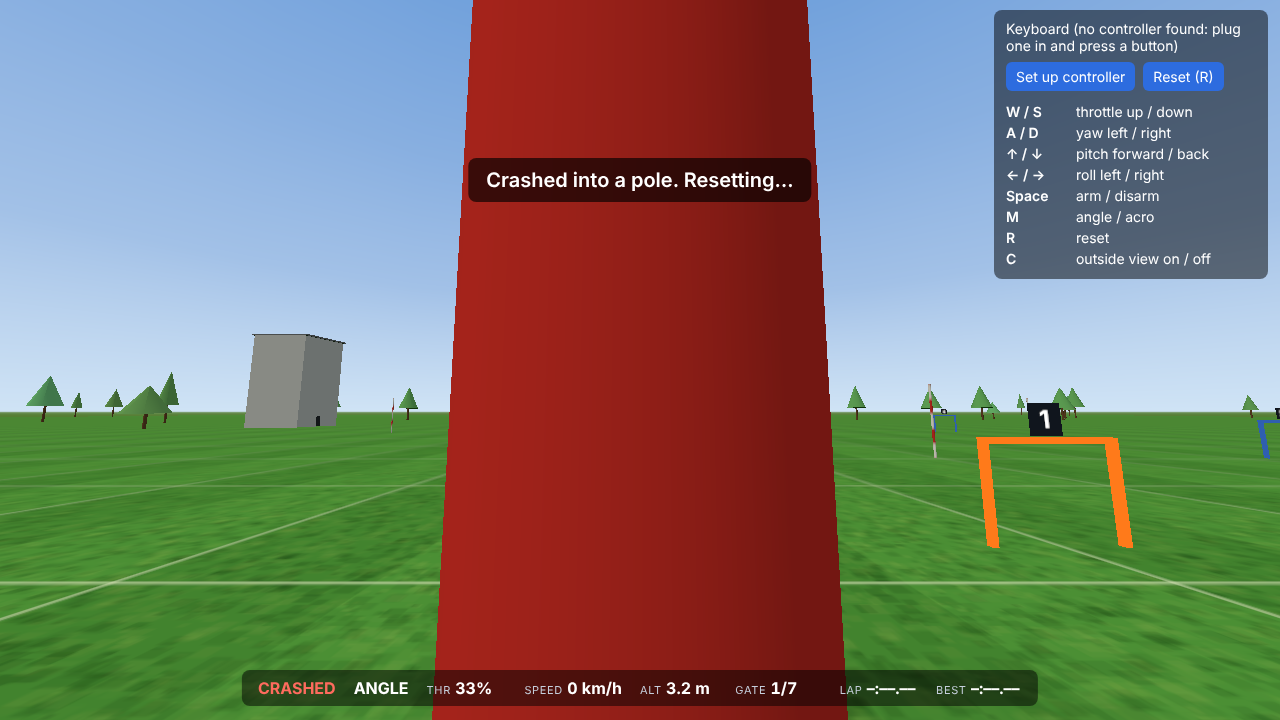 Keyboard (no controller found: plug
one in and press a button)
Set up controller Reset (R)
W / S throttle up / down
A / D yaw left / right
↑ / ↓ pitch forward / back
← / → roll left / right
Space arm / disarm
M angle / acro
R reset
C outside view on / off
Crashed into a pole. Resetting...
1
CRASHED ANGLE THR 33% SPEED 0 km/h ALT 3.2 m GATE 1/7 LAP –:––.–– BEST –:––.––